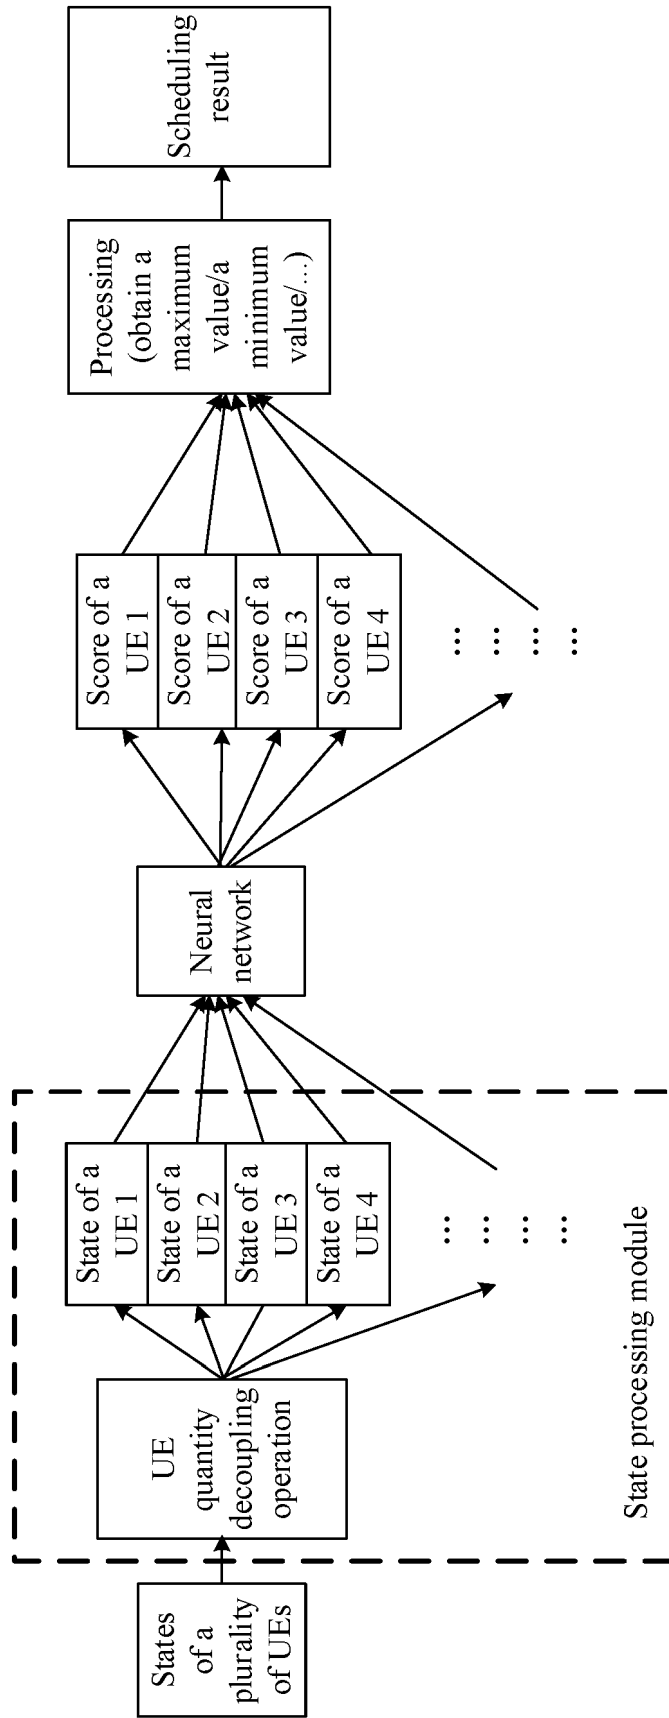 States
of a
plurality
of UEs
UE
quantity
decoupling
operation
State of a
UE 1
State of a
UE 2
State of a
UE 3
State of a
UE 4
State processing module
Neural
network
Score of a
UE 1
Score of a
UE 2
Score of a
UE 3
Score of a
UE 4
Processing
(obtain a
maximum
value/a
minimum
value/...)
Scheduling
result